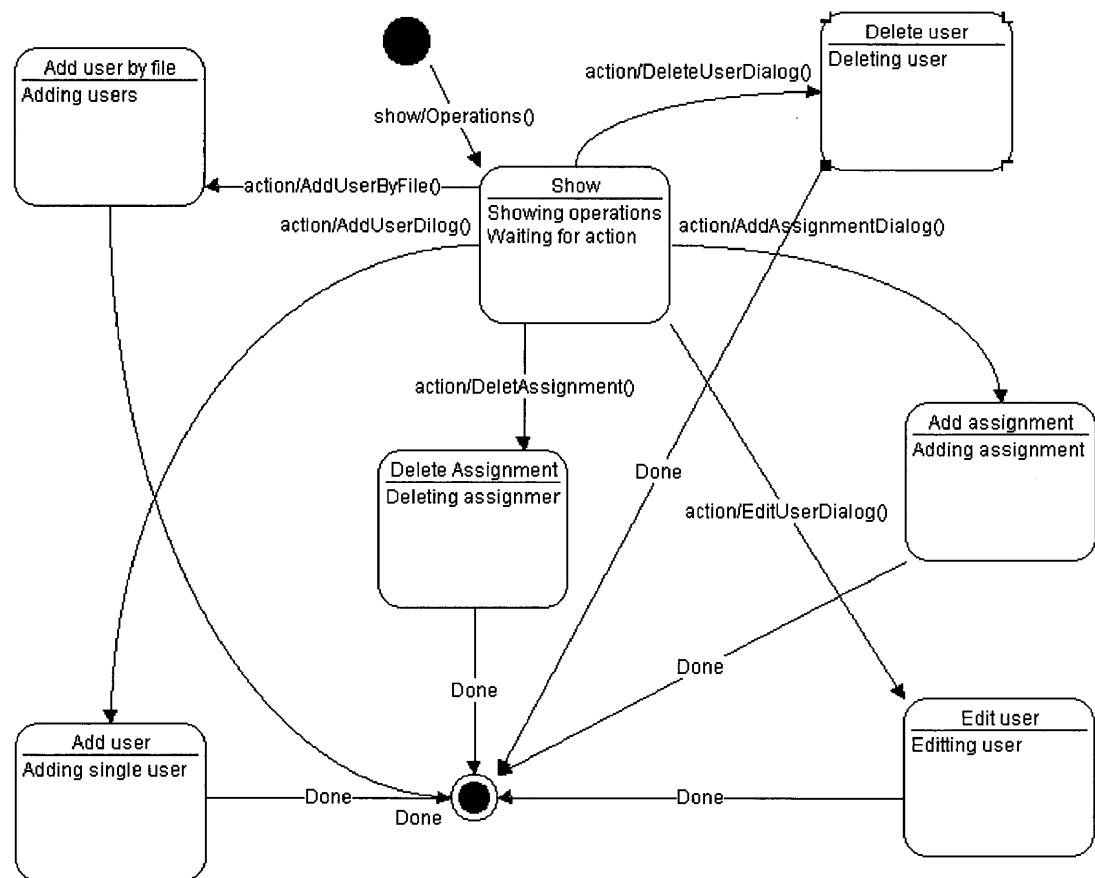 Delete user
Deleting user
Add user by file
Adding users
action/DeleteUserDialog()
show/Operations()
action/AddUserByFile()
Show
Showing operations
Waiting for action
action/AddUserDilog()
action/AddAssignmentDialog()
action/DeletAssignment()
Add assignment
Adding assignment
Delete Assignment
Deleting assignmer
Done
action/EditUserDialog()
Done
Done
Edit user
Editting user
Add user
Adding single user
Done
Done
Done